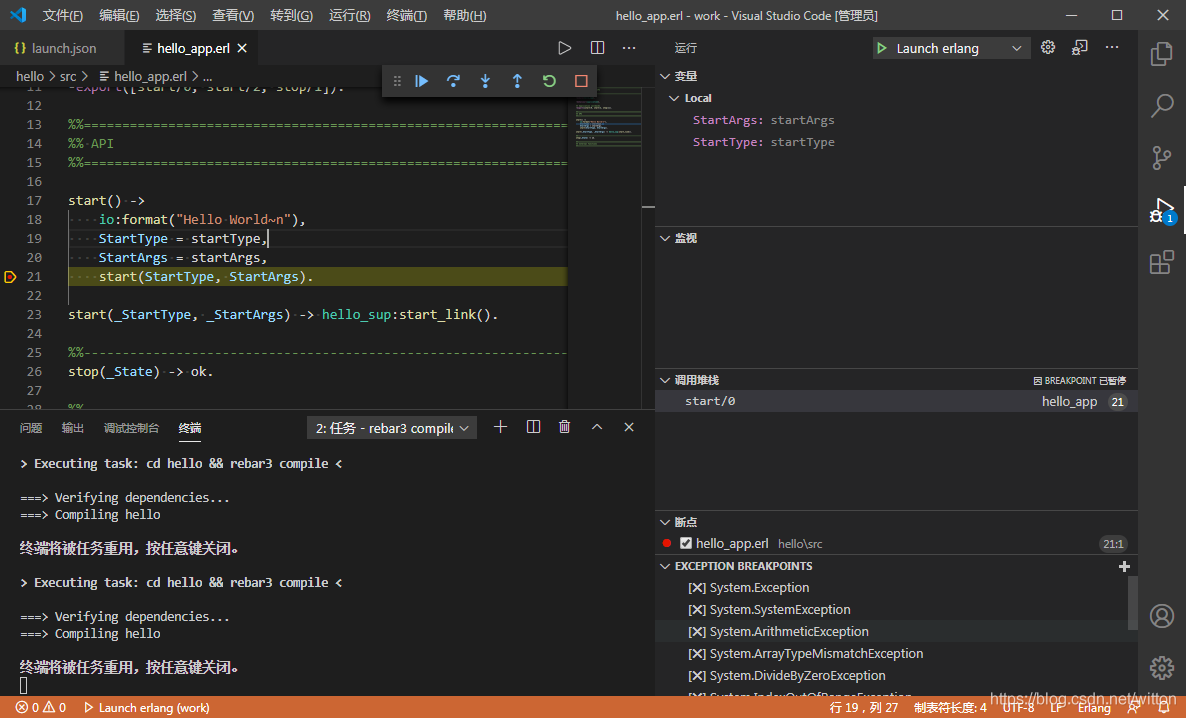 文件(F) 编辑(E) 选择(S) 查看(V) 转到(G) 运行(R) 终端(T) 帮助(H) hello_app.erl - work - Visual Studio Code [管理员]
launch.json hello_app.erl
hello > src > hello_app.erl > ...
11 -export([start/0, start/2, stop/1]).
12
13 %%==============================================================
14 %% API
15 %%==============================================================
16
17 start() ->
18 ····io:format("Hello·World~n"),
19 ····StartType·=·startType,
20 ····StartArgs·=·startArgs,
21 ····start(StartType,·StartArgs).
22
23 start(_StartType,·_StartArgs)·->·hello_sup:start_link().
24
25 %%--------------------------------------------------------------
26 stop(_State)·->·ok.
27
28 %%
问题 输出 调试控制台 终端 2: 任务 - rebar3 compile
> Executing task: cd hello && rebar3 compile <
===> Verifying dependencies...
===> Compiling hello
终端将被任务重用，按任意键关闭。
> Executing task: cd hello && rebar3 compile <
===> Verifying dependencies...
===> Compiling hello
终端将被任务重用，按任意键关闭。
运行 Launch erlang
变量
Local
StartArgs: startArgs
StartType: startType
监视
调用堆栈 因 BREAKPOINT 已暂停
start/0 hello_app 21
断点
hello_app.erl hello\src 21:1
EXCEPTION BREAKPOINTS
[X] System.Exception
[X] System.SystemException
[X] System.ArithmeticException
[X] System.ArrayTypeMismatchException
[X] System.DivideByZeroException
[X] System.IndexOutOfRangeException
1
0 0 Launch erlang (work) 行 19，列 27 制表符长度: 4 UTF-8 LF Erlang
https://blog.csdn.net/witton